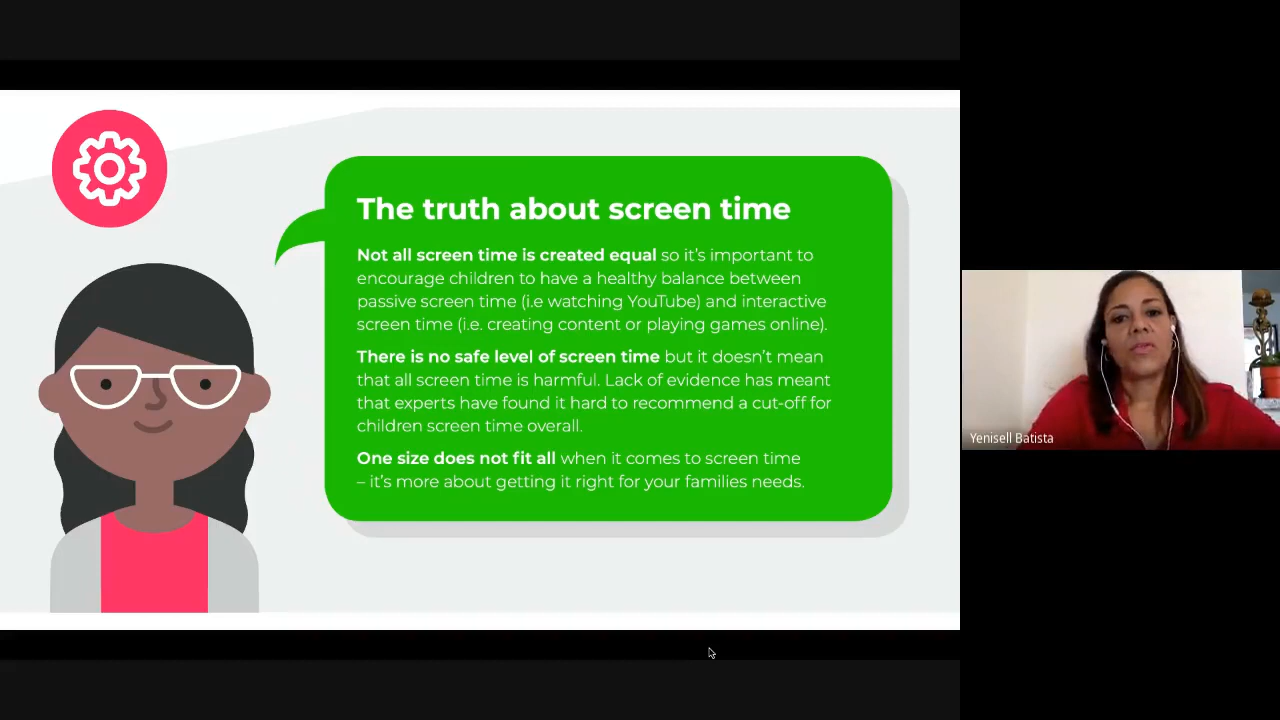 The truth about screen time
Not all screen time is created equal so it's important to
encourage children to have a healthy balance between
passive screen time (i.e watching YouTube) and interactive
screen time (i.e. creating content or playing games online).
There is no safe level of screen time but it doesn't mean
that all screen time is harmful. Lack of evidence has meant
that experts have found it hard to recommend a cut-off for
children screen time overall.
One size does not fit all when it comes to screen time
– it's more about getting it right for your families needs.
Yenisell Batista